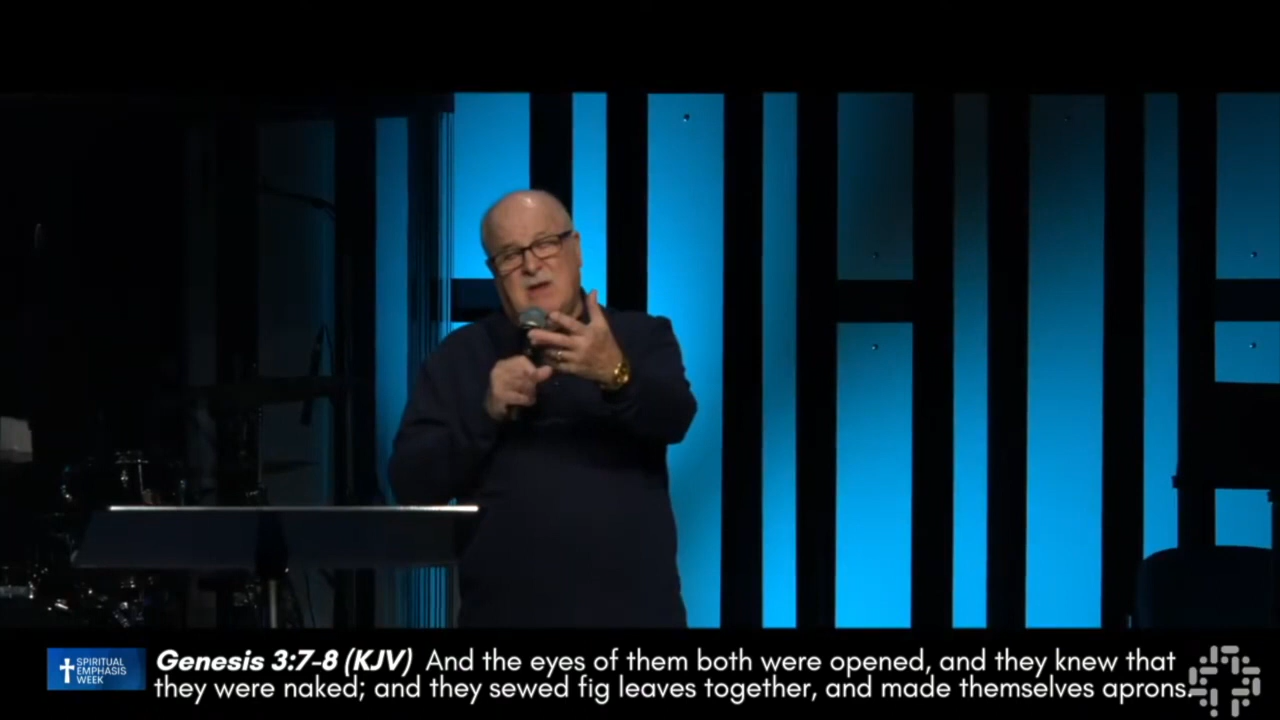 SPIRITUAL
EMPHASIS
WEEK
Genesis 3:7-8 (KJV) And the eyes of them both were opened, and they knew that
they were naked; and they sewed fig leaves together, and made themselves aprons.